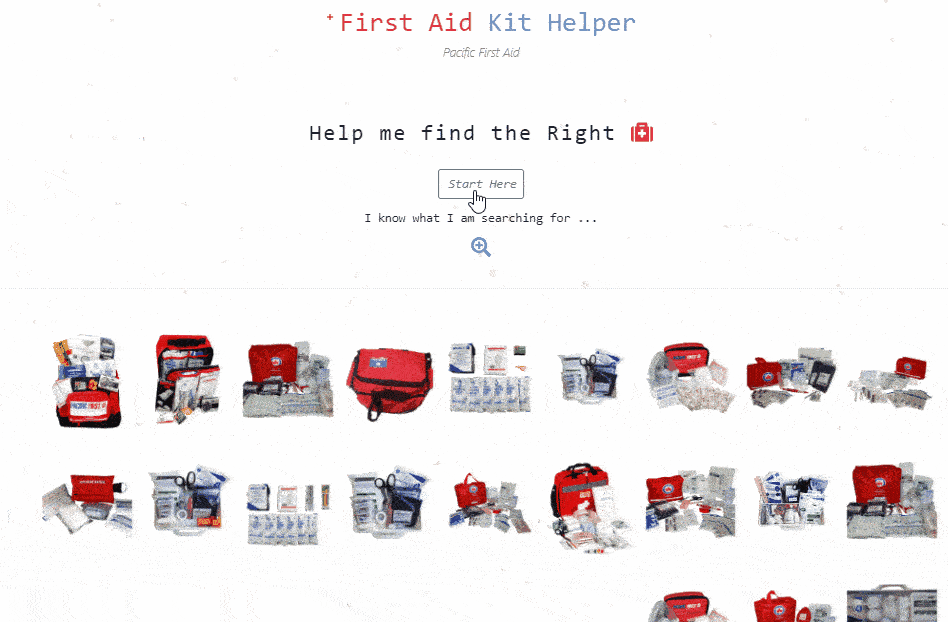 +First Aid Kit Helper
Pacific First Aid
Help me find the Right
Start Here
I know what I am searching for ...